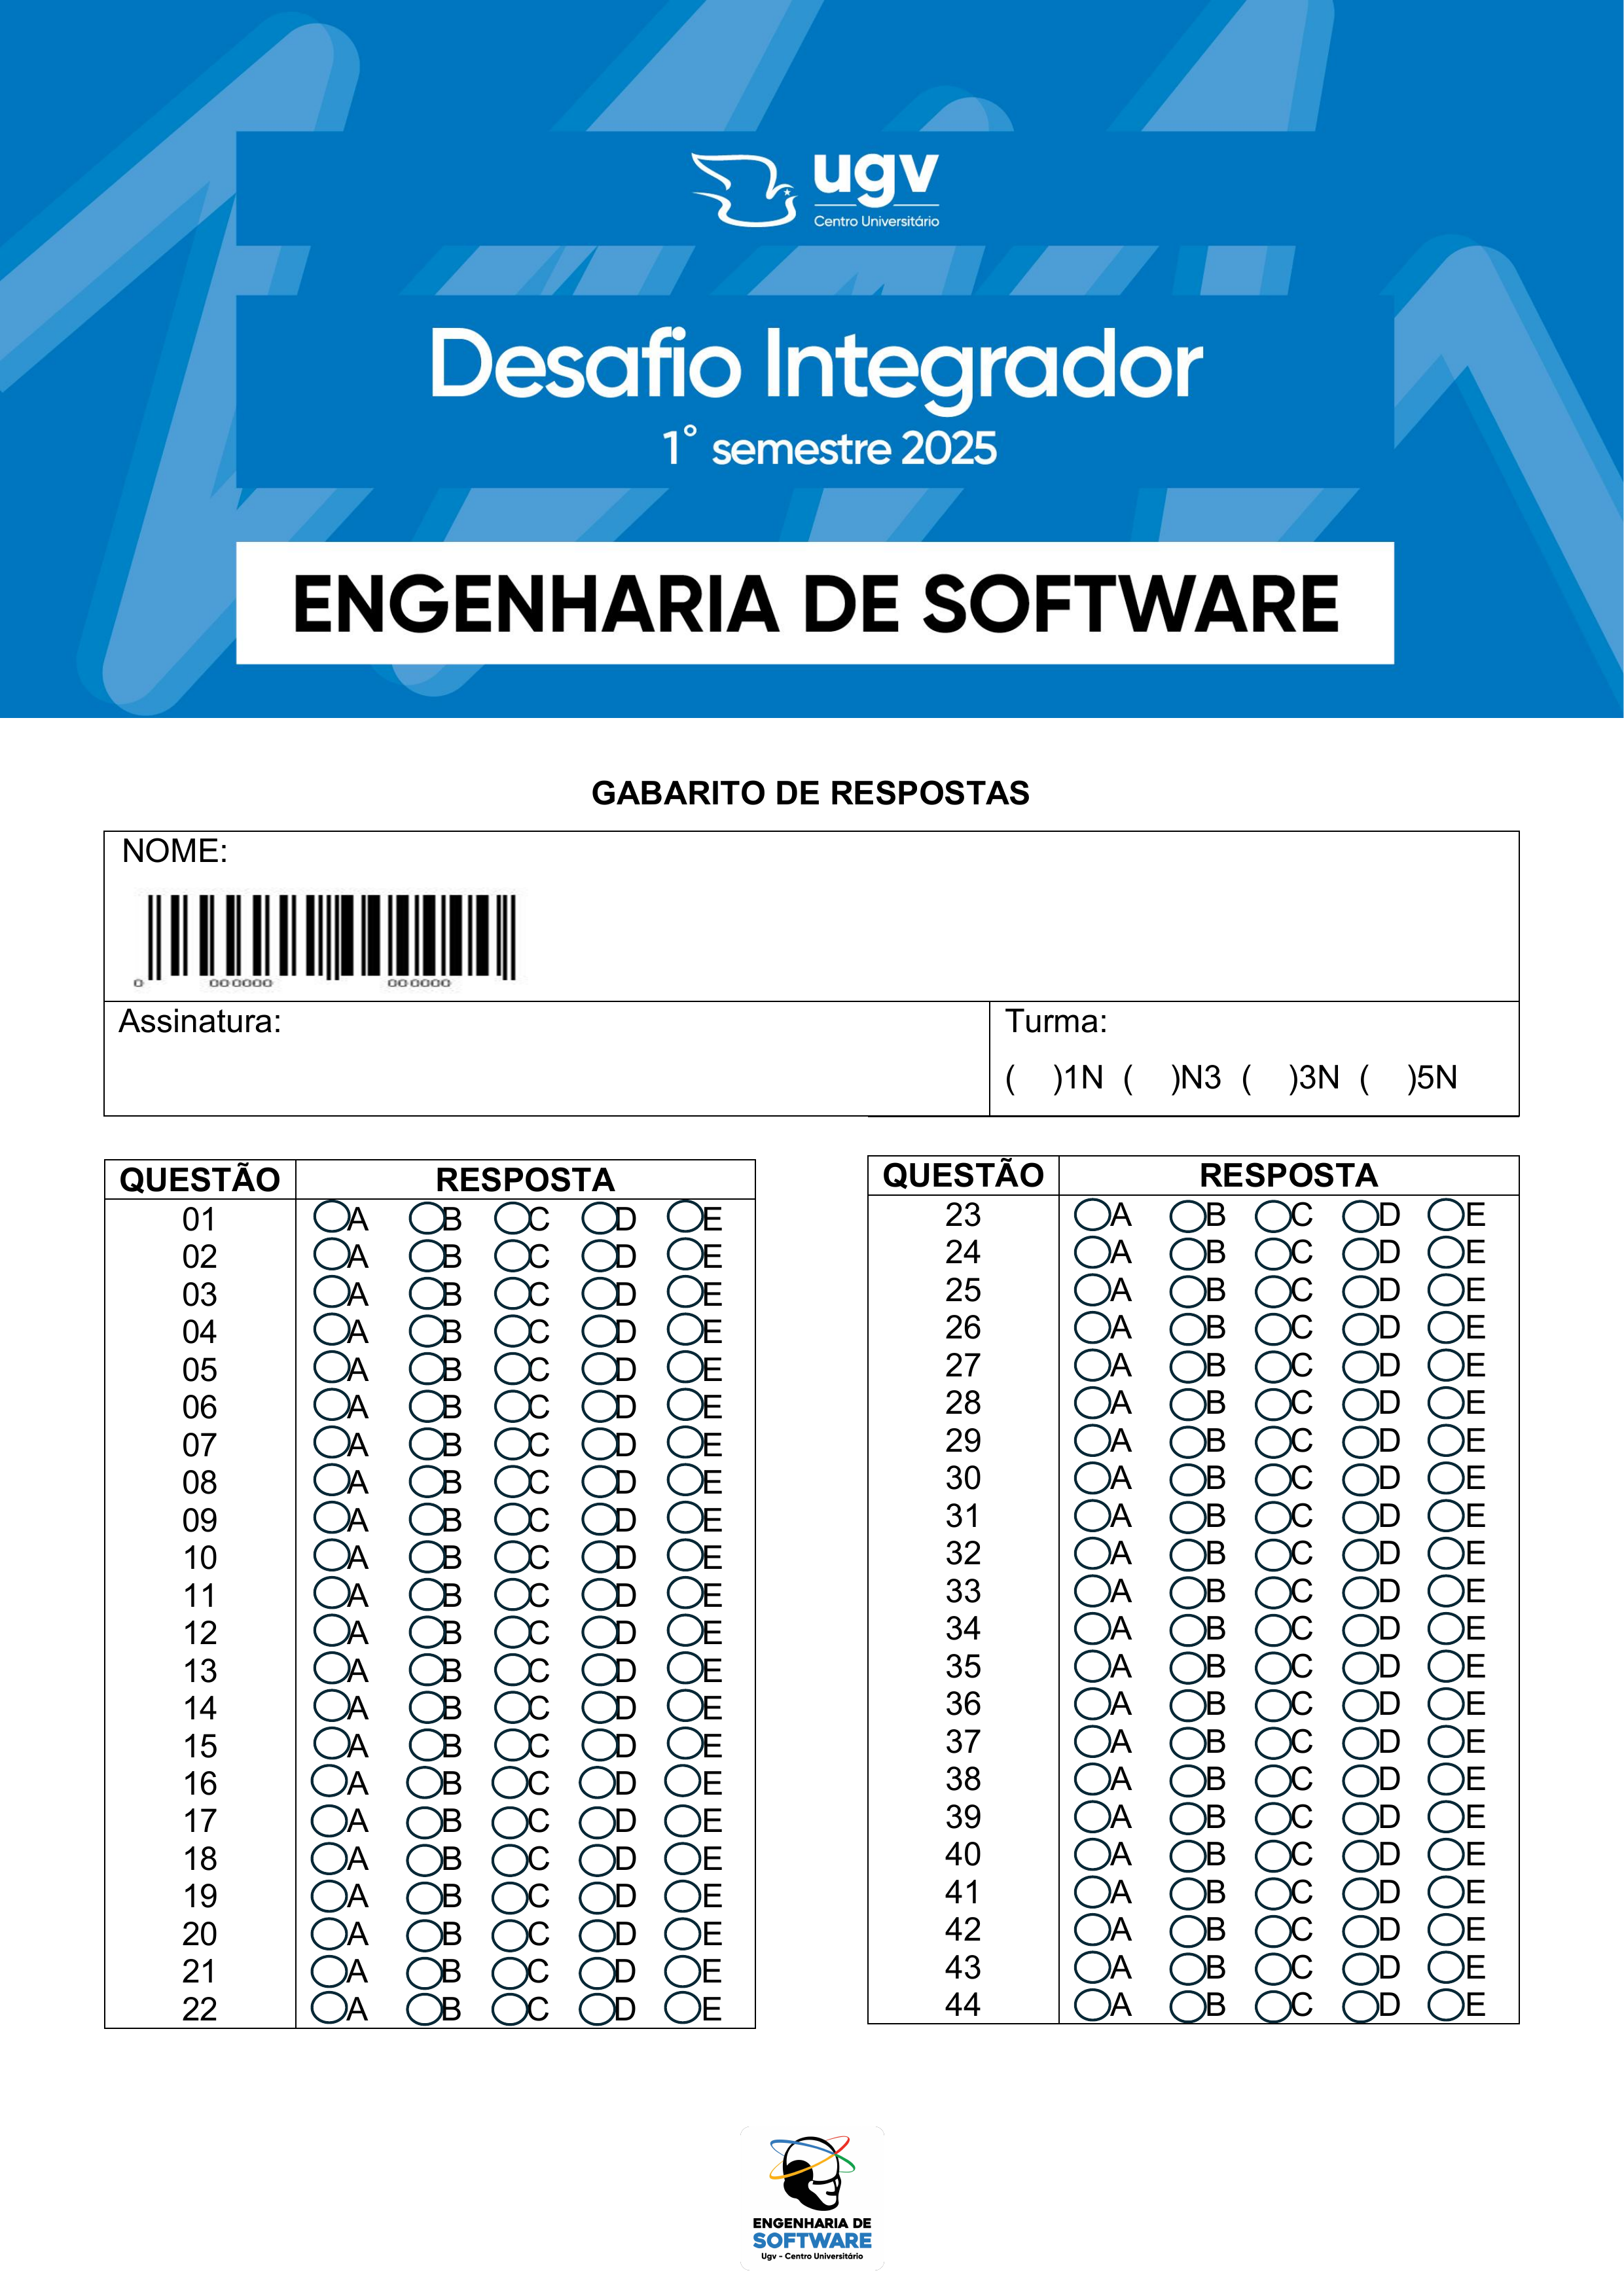 ugv
Centro Universitário
Desafio Integrador
1° semestre 2025
ENGENHARIA DE SOFTWARE
GABARITO DE RESPOSTAS
NOME:
0 000000 000000
Assinatura:
Turma:
( )1N ( )N3 ( )3N ( )5N
QUESTÃO RESPOSTA
01 A B C D E
02 A B C D E
03 A B C D E
04 A B C D E
05 A B C D E
06 A B C D E
07 A B C D E
08 A B C D E
09 A B C D E
10 A B C D E
11 A B C D E
12 A B C D E
13 A B C D E
14 A B C D E
15 A B C D E
16 A B C D E
17 A B C D E
18 A B C D E
19 A B C D E
20 A B C D E
21 A B C D E
22 A B C D E
QUESTÃO RESPOSTA
23 A B C D E
24 A B C D E
25 A B C D E
26 A B C D E
27 A B C D E
28 A B C D E
29 A B C D E
30 A B C D E
31 A B C D E
32 A B C D E
33 A B C D E
34 A B C D E
35 A B C D E
36 A B C D E
37 A B C D E
38 A B C D E
39 A B C D E
40 A B C D E
41 A B C D E
42 A B C D E
43 A B C D E
44 A B C D E
ENGENHARIA DE
SOFTWARE
Ugv - Centro Universitário